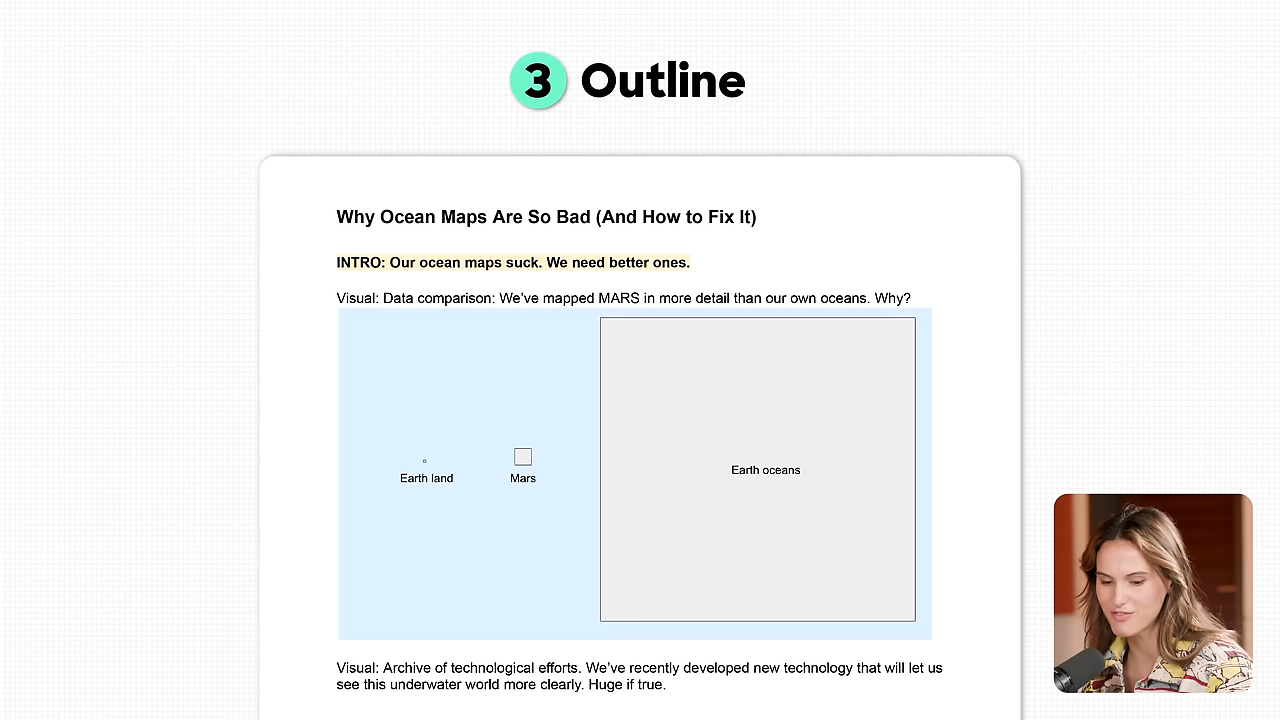 3 Outline
Why Ocean Maps Are So Bad (And How to Fix It)
INTRO: Our ocean maps suck. We need better ones.
Visual: Data comparison: We’ve mapped MARS in more detail than our own oceans. Why?
Earth land
Mars
Earth oceans
Visual: Archive of technological efforts. We’ve recently developed new technology that will let us
see this underwater world more clearly. Huge if true.